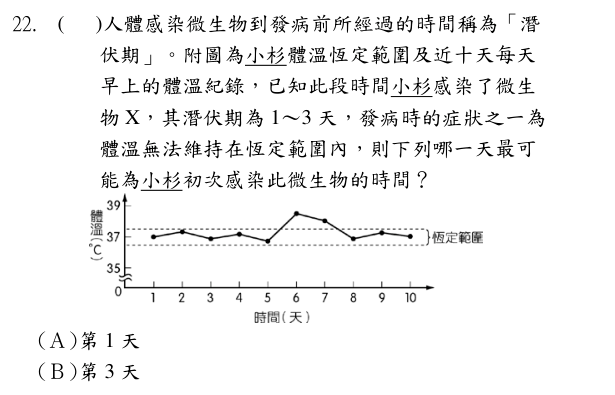 22. (　　)人體感染微生物到發病前所經過的時間稱為「潛
伏期」。附圖為小杉體溫恆定範圍及近十天每天
早上的體溫紀錄，已知此段時間小杉感染了微生
物 X，其潛伏期為 1～3 天，發病時的症狀之一為
體溫無法維持在恆定範圍內，則下列哪一天最可
能為小杉初次感染此微生物的時間？
體溫(℃)
39
37
35
0
恆定範圍
1 2 3 4 5 6 7 8 9 10
時間(天)
(A)第 1 天
(B)第 3 天